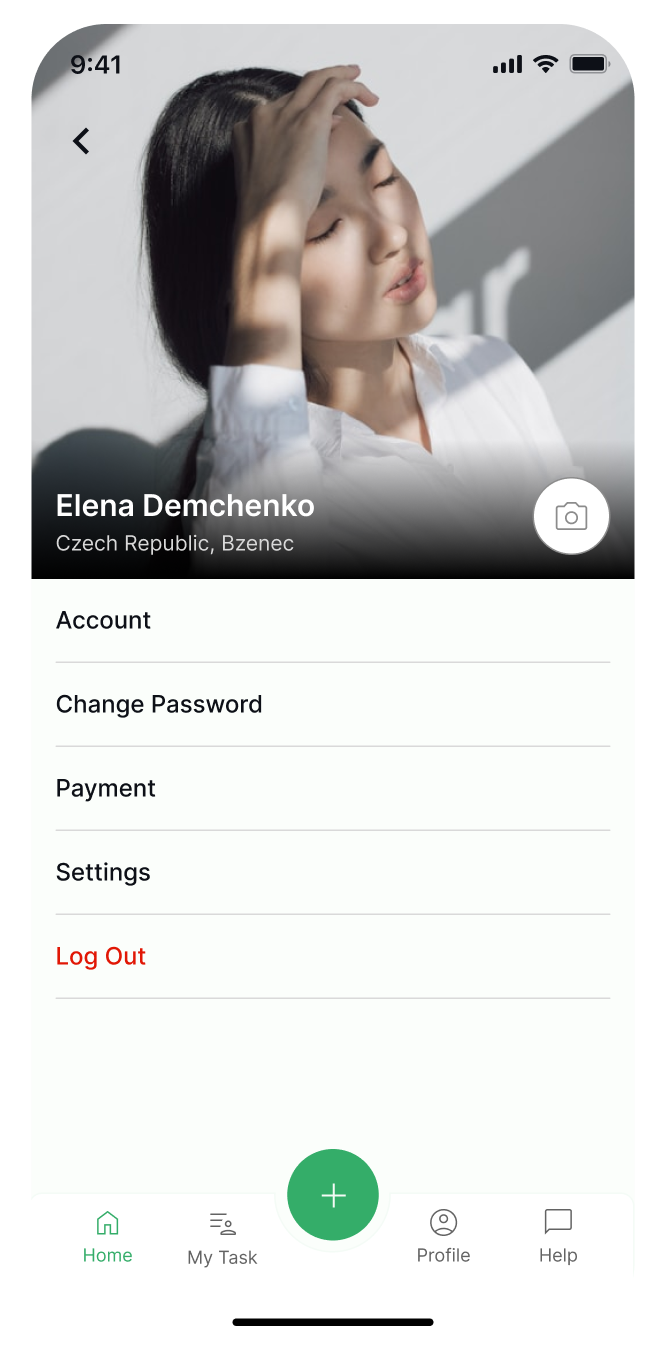 9:41
Elena Demchenko
Czech Republic, Bzenec
Account
Change Password
Payment
Settings
Log Out
Home
My Task
Profile
Help